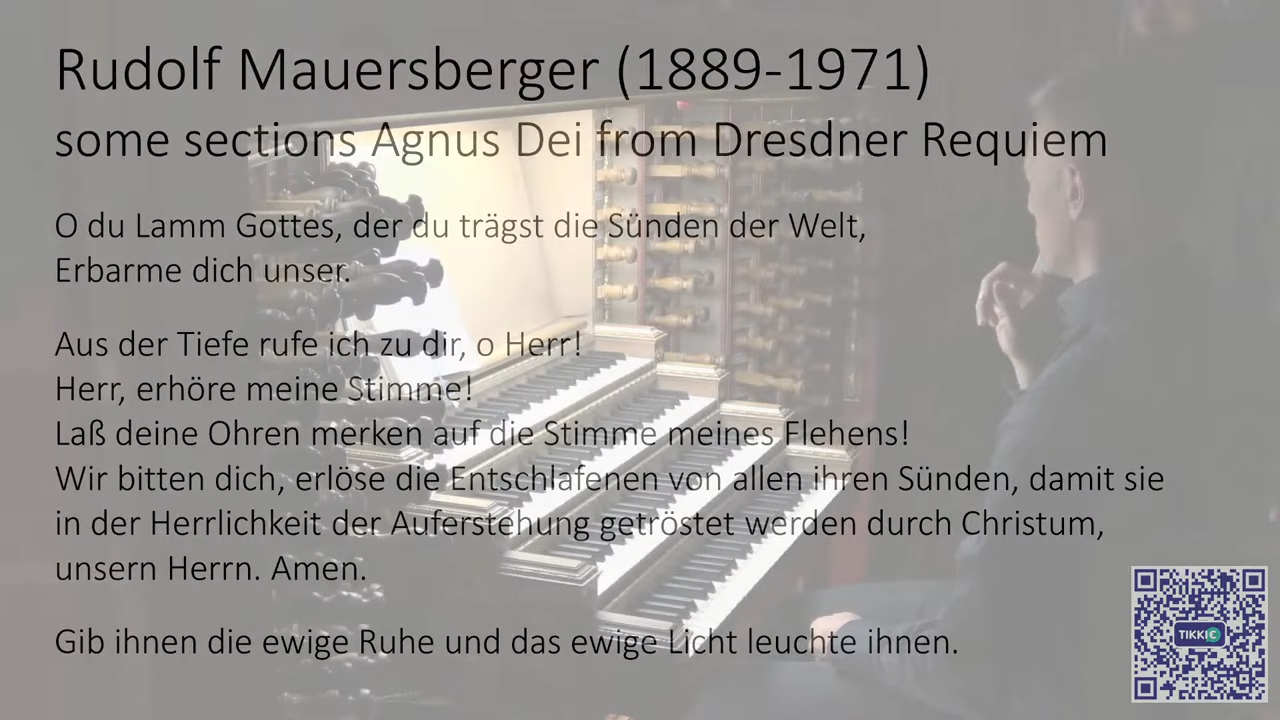 Rudolf Mauersberger (1889-1971)
some sections Agnus Dei from Dresdner Requiem
O du Lamm Gottes, der du trägst die Sünden der Welt,
Erbarme dich unser.
Aus der Tiefe rufe ich zu dir, o Herr!
Herr, erhöre meine Stimme!
Laß deine Ohren merken auf die Stimme meines Flehens!
Wir bitten dich, erlöse die Entschlafenen von allen ihren Sünden, damit sie
in der Herrlichkeit der Auferstehung getröstet werden durch Christum,
unsern Herrn. Amen.
Gib ihnen die ewige Ruhe und das ewige Licht leuchte ihnen.
TIKKIE